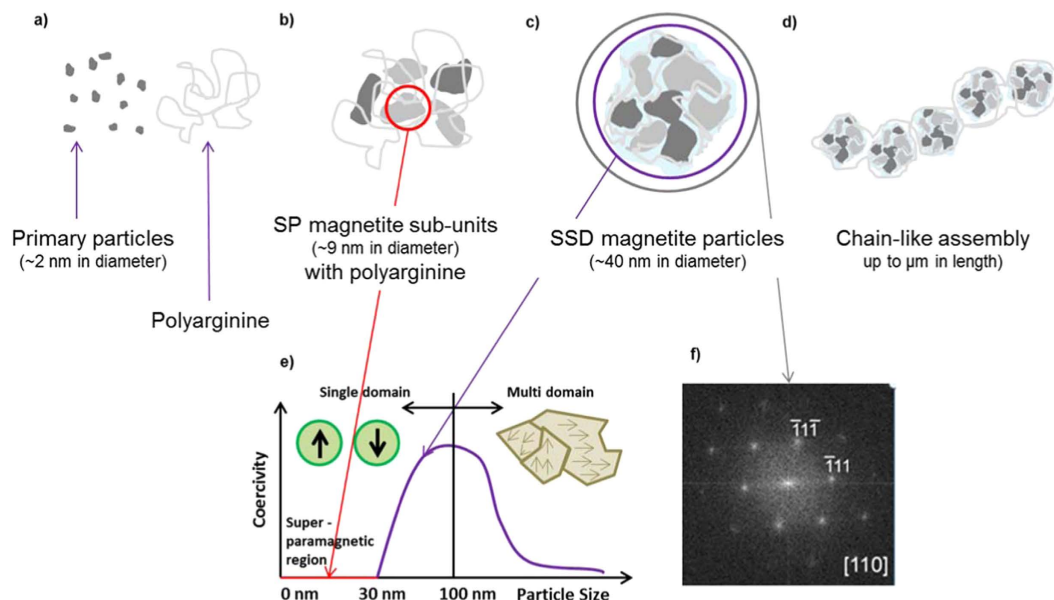 a)
b)
c)
d)
Primary particles
(~2 nm in diameter)
Polyarginine
SP magnetite sub-units
(~9 nm in diameter)
with polyarginine
SSD magnetite particles
(~40 nm in diameter)
Chain-like assembly
up to µm in length)
e)
Single domain
Multi domain
Coercivity
Super -
paramagnetic
region
0 nm
30 nm
100 nm
Particle Size
f)
1̅11̅
1̅11
[110]